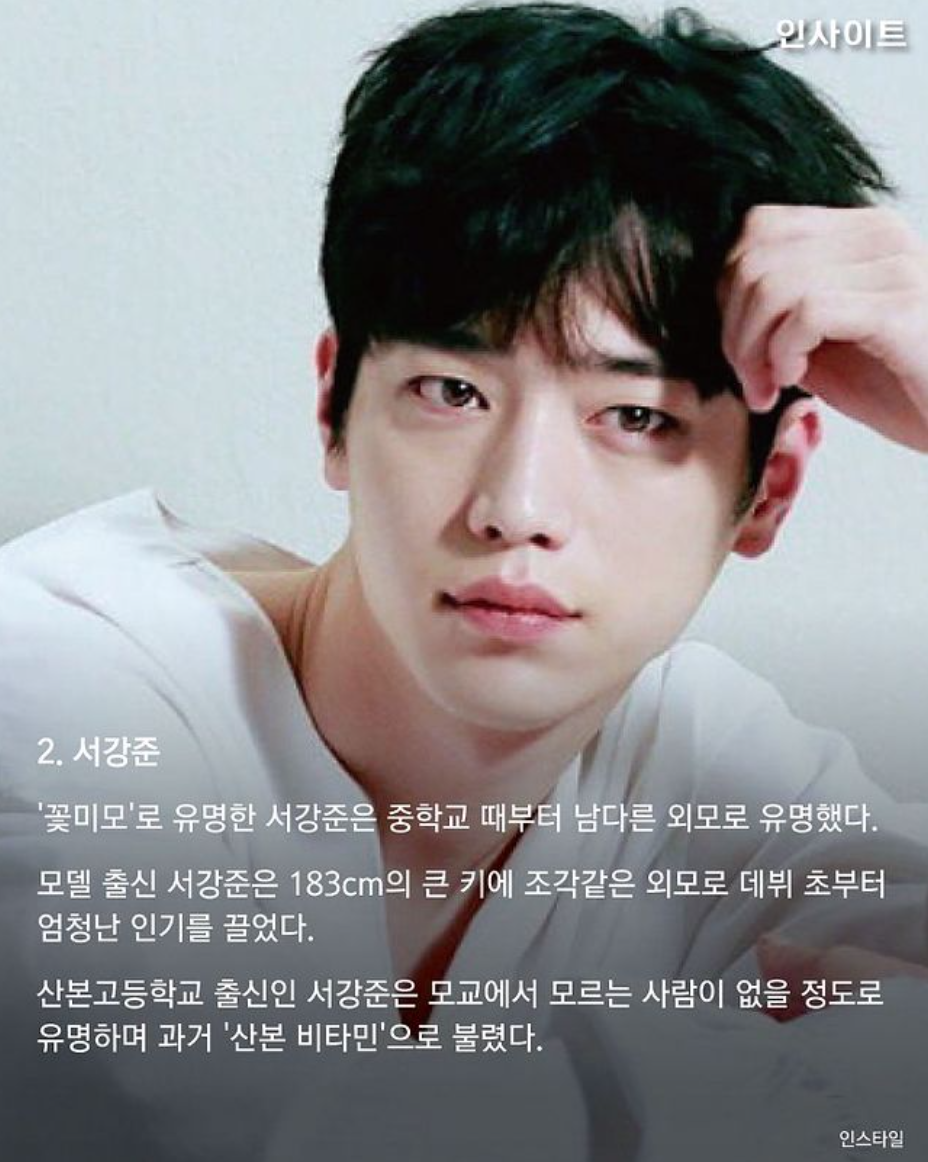 인사이트
2. 서강준
'꽃미모'로 유명한 서강준은 중학교 때부터 남다른 외모로 유명했다.
모델 출신 서강준은 183cm의 큰 키에 조각같은 외모로 데뷔 초부터
엄청난 인기를 끌었다.
산본고등학교 출신인 서강준은 모교에서 모르는 사람이 없을 정도로
유명하며 과거 '산본 비타민'으로 불렸다.
인스타일